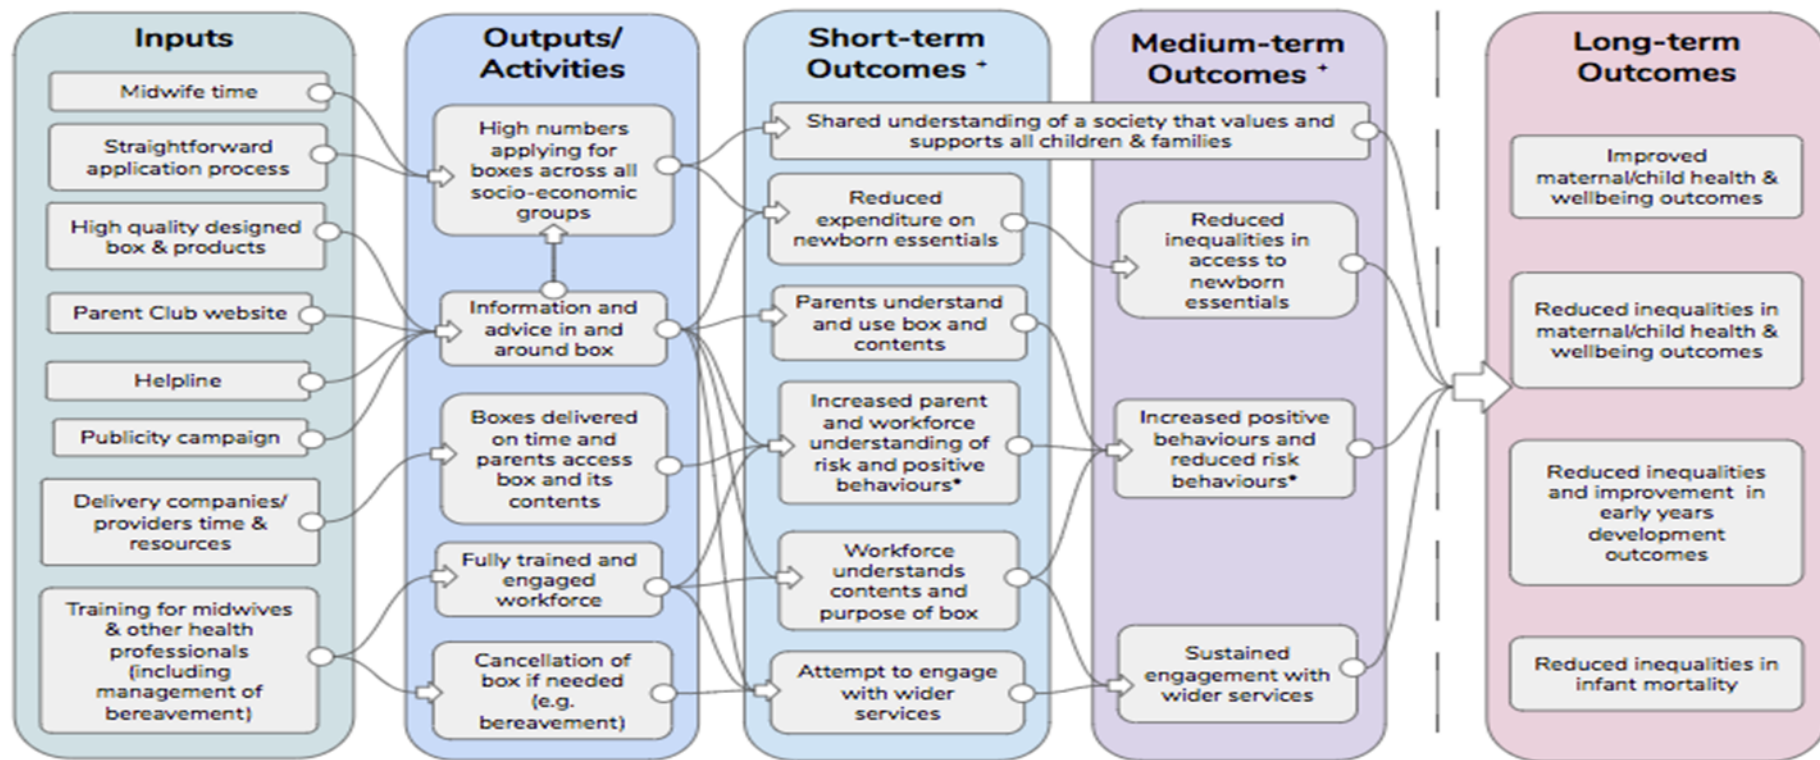 Inputs
Midwife time
Straightforward
application process
High quality designed
box & products
Parent Club website
Helpline
Publicity campaign
Delivery companies/
providers time &
resources
Training for midwives
& other health
professionals
(including
management of
bereavement)
Outputs/
Activities
High numbers
applying for
boxes across all
socio-economic
groups
Information and
advice in and
around box
Boxes delivered
on time and
parents access
box and its
contents
Fully trained and
engaged
workforce
Cancellation of
box if needed
(e.g.
bereavement)
Short-term
Outcomes +
Shared understanding of a society that values and
supports all children & families
Reduced
expenditure on
newborn essentials
Parents understand
and use box and
contents
Increased parent
and workforce
understanding of
risk and positive
behaviours*
Workforce
understands
contents and
purpose of box
Attempt to engage
with wider
services
Medium-term
Outcomes +
Reduced
inequalities in
access to
newborn
essentials
Increased positive
behaviours and
reduced risk
behaviours*
Sustained
engagement with
wider services
Long-term
Outcomes
Improved
maternal/child health &
wellbeing outcomes
Reduced inequalities in
maternal/child health &
wellbeing outcomes
Reduced inequalities
and improvement in
early years
development
outcomes
Reduced inequalities in
infant mortality